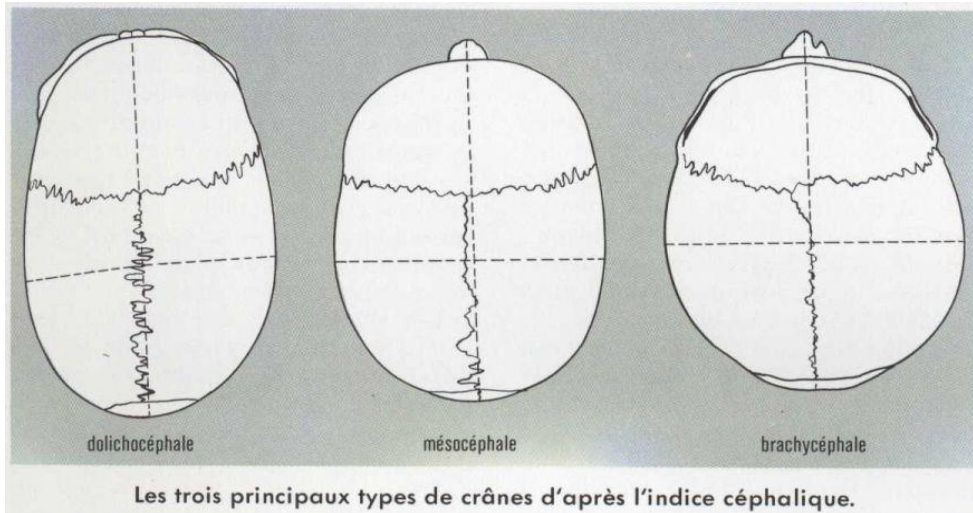 dolichocéphale mésocéphale brachycéphale
Les trois principaux types de crânes d'après l'indice céphalique.